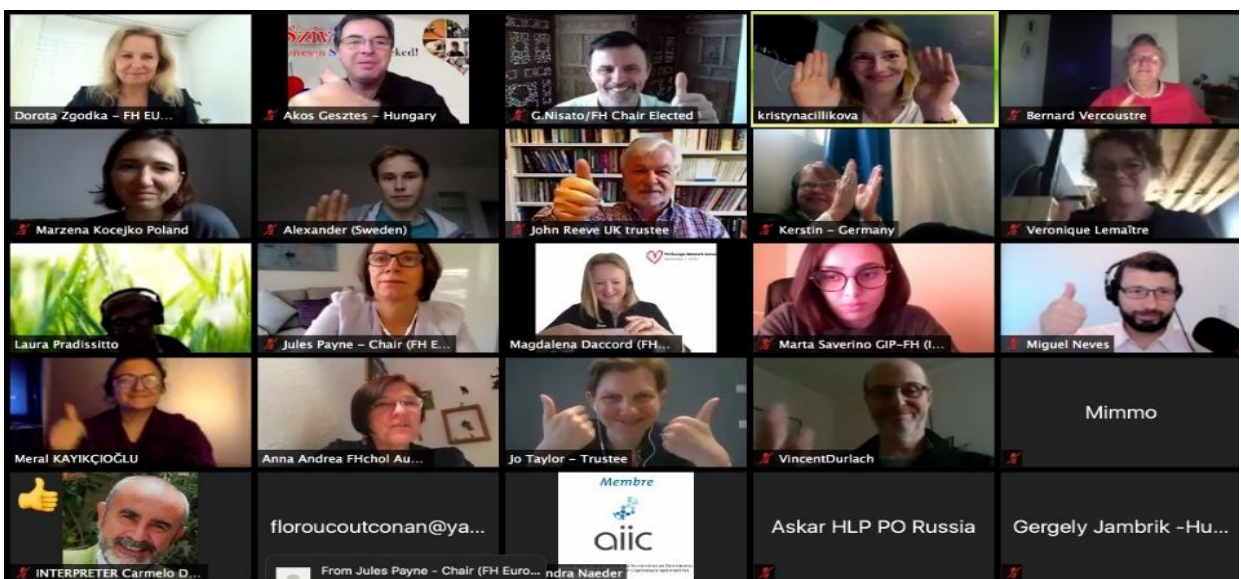 Dorota Zgodka – FH EU...
Akos Gesztes – Hungary
G.Nisato/FH Chair Elected
kristynacillikova
Bernard Vercoustre
Marzena Kocejko Poland
Alexander (Sweden)
John Reeve UK trustee
Kerstin – Germany
Veronique Lemaître
Laura Pradissitto
Jules Payne – Chair (FH E...
Magdalena Daccord (FH...
Marta Saverino GIP–FH (I...
Miguel Neves
Meral KAYIKÇIOĞLU
Anna Andrea FHchol Au...
Jo Taylor – Trustee
VincentDurlach
Mimmo
INTERPRETER Carmelo D...
floroucoutconan@ya...
From Jules Payne - Chair (FH Euro...
Membre
aiic
ndra Naeder
Askar HLP PO Russia
Gergely Jambrik -Hu...